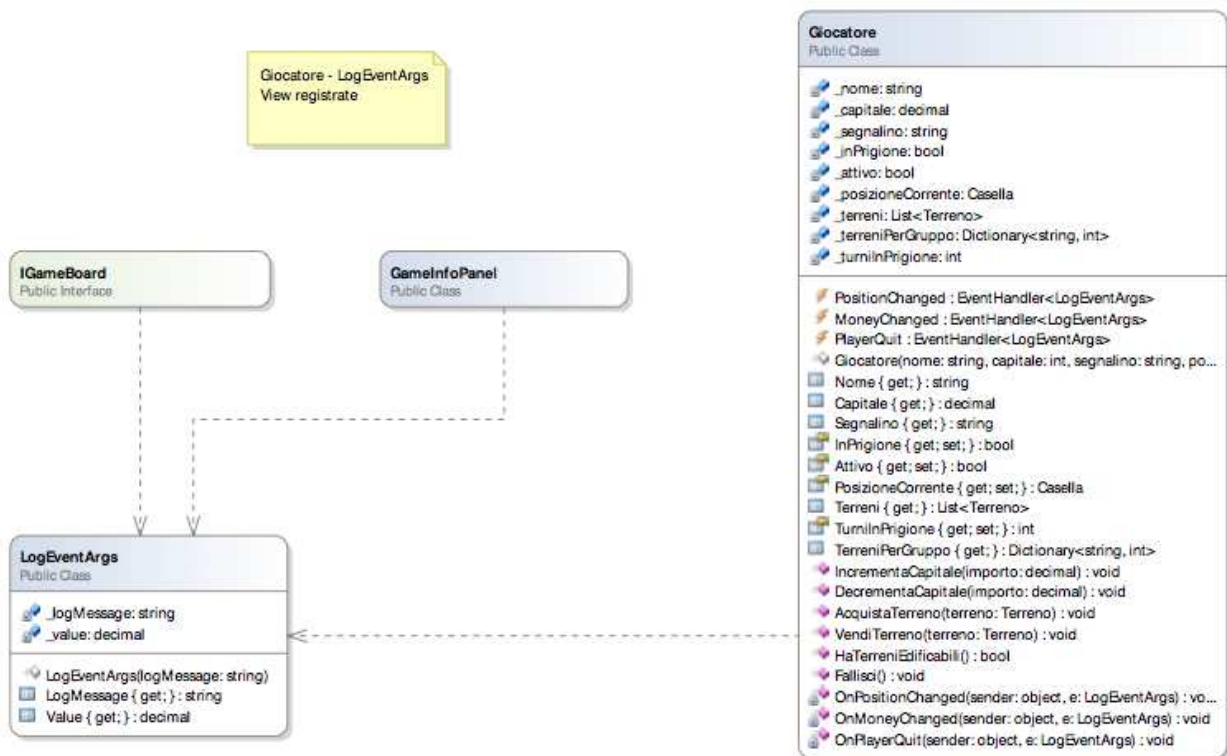 Giocatore - LogEventArgs
View registrate
IGameBoard
Public Interface
GameInfoPanel
Public Class
LogEventArgs
Public Class
_logMessage: string
_value: decimal
LogEventArgs(logMessage: string)
LogMessage { get; } : string
Value { get; } : decimal
Giocatore
Public Class
_nome: string
_capitale: decimal
_segnalino: string
_inPrigione: bool
_attivo: bool
_posizioneCorrente: Casella
_terreni: List<Terreno>
_terreniPerGruppo: Dictionary<string, int>
_turniInPrigione: int
PositionChanged : EventHandler<LogEventArgs>
MoneyChanged : EventHandler<LogEventArgs>
PlayerQuit : EventHandler<LogEventArgs>
Giocatore(nome: string, capitale: int, segnalino: string, po...
Nome { get; } : string
Capitale { get; } : decimal
Segnalino { get; } : string
InPrigione { get; set; } : bool
Attivo { get; set; } : bool
PosizioneCorrente { get; set; } : Casella
Terreni { get; } : List<Terreno>
TurniInPrigione { get; set; } : int
TerreniPerGruppo { get; } : Dictionary<string, int>
IncrementaCapitale(importo: decimal) : void
DecrementaCapitale(importo: decimal) : void
AcquistaTerreno(terreno: Terreno) : void
VendiTerreno(terreno: Terreno) : void
HaTerreniEdificabili() : bool
Fallisci() : void
OnPositionChanged(sender: object, e: LogEventArgs) : vo...
OnMoneyChanged(sender: object, e: LogEventArgs) : void
OnPlayerQuit(sender: object, e: LogEventArgs) : void